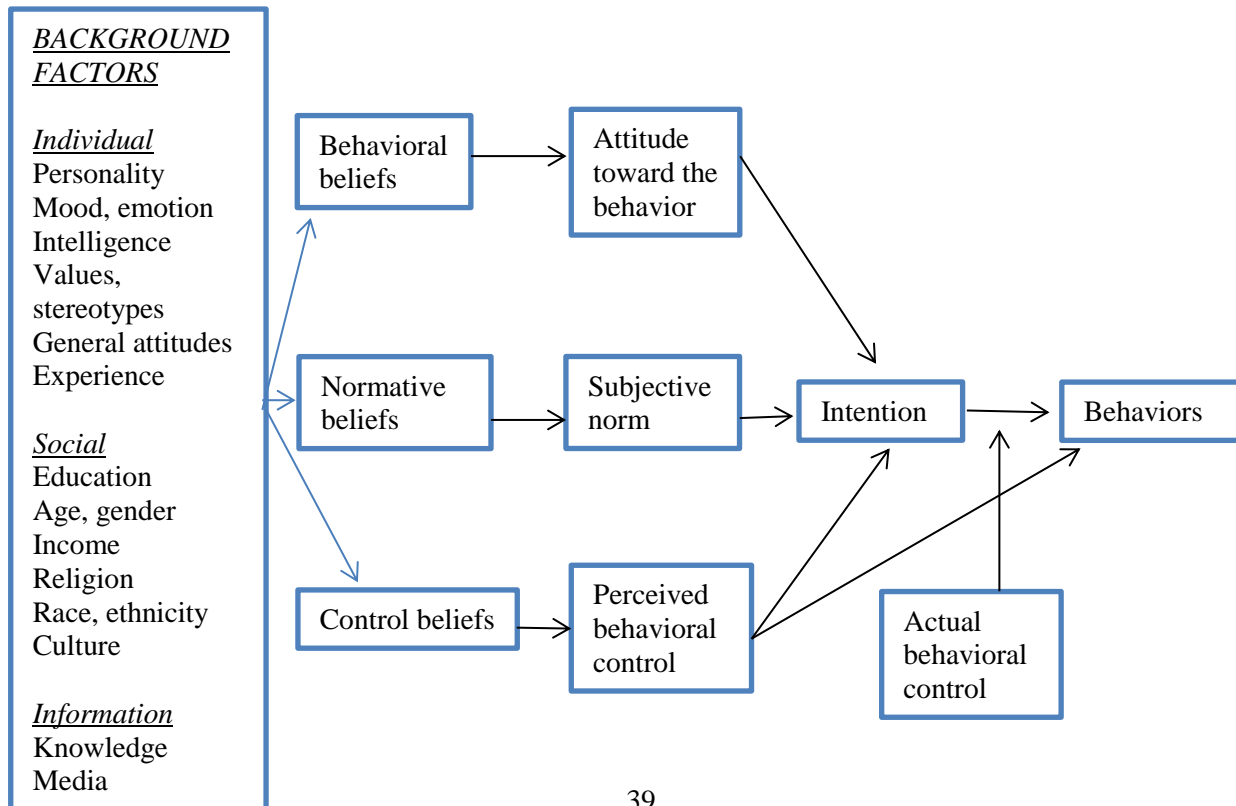 BACKGROUND
FACTORS
Individual
Personality
Mood, emotion
Intelligence
Values,
stereotypes
General attitudes
Experience
Social
Education
Age, gender
Income
Religion
Race, ethnicity
Culture
Information
Knowledge
Media
Behavioral
beliefs
Attitude
toward the
behavior
Normative
beliefs
Subjective
norm
Intention
Behaviors
Control beliefs
Perceived
behavioral
control
Actual
behavioral
control
39